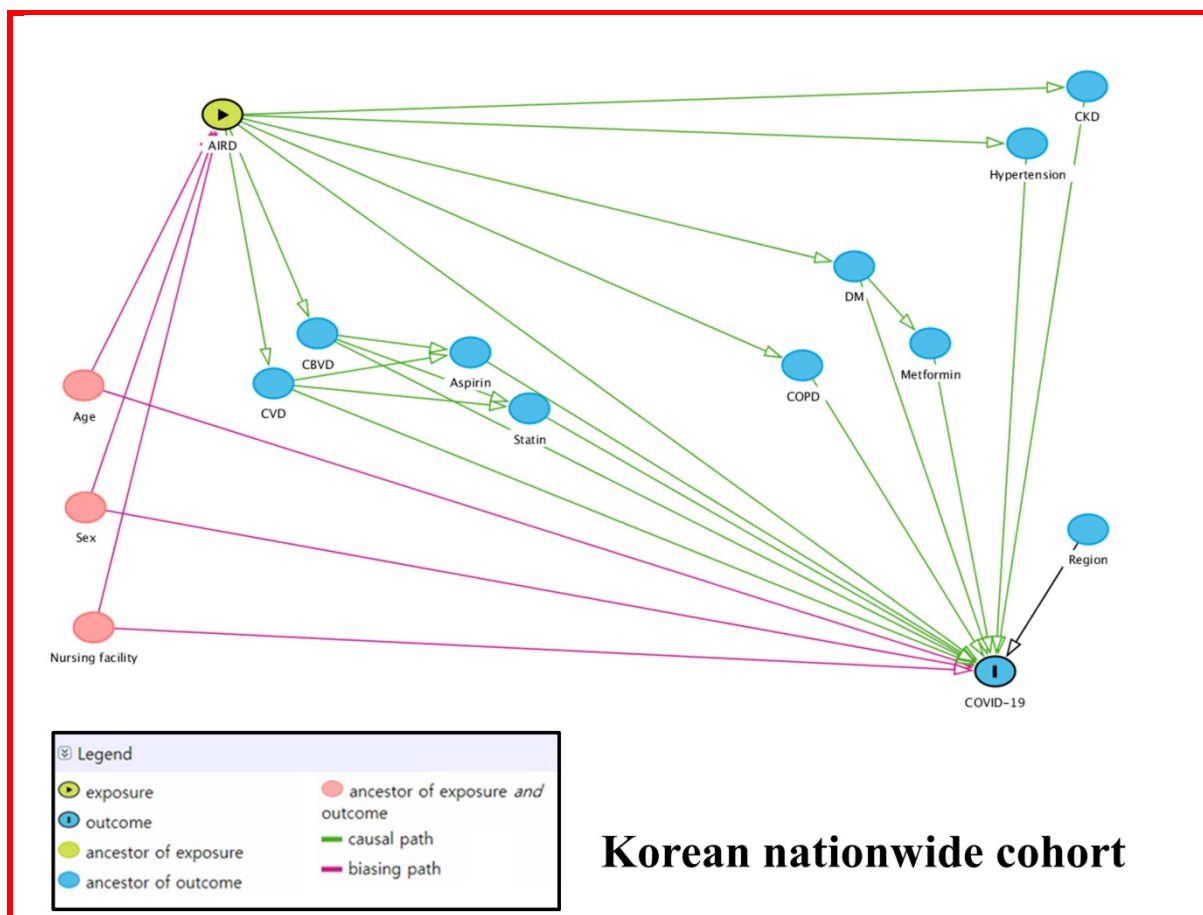 CKD
AIRD
Hypertension
DM
CBVD
Metformin
Aspirin
COPD
Age
CVD
Statin
Sex
Region
Nursing facility
COVID-19
Legend
exposure
outcome
ancestor of exposure
ancestor of outcome
ancestor of exposure and
outcome
causal path
biasing path
Korean nationwide cohort